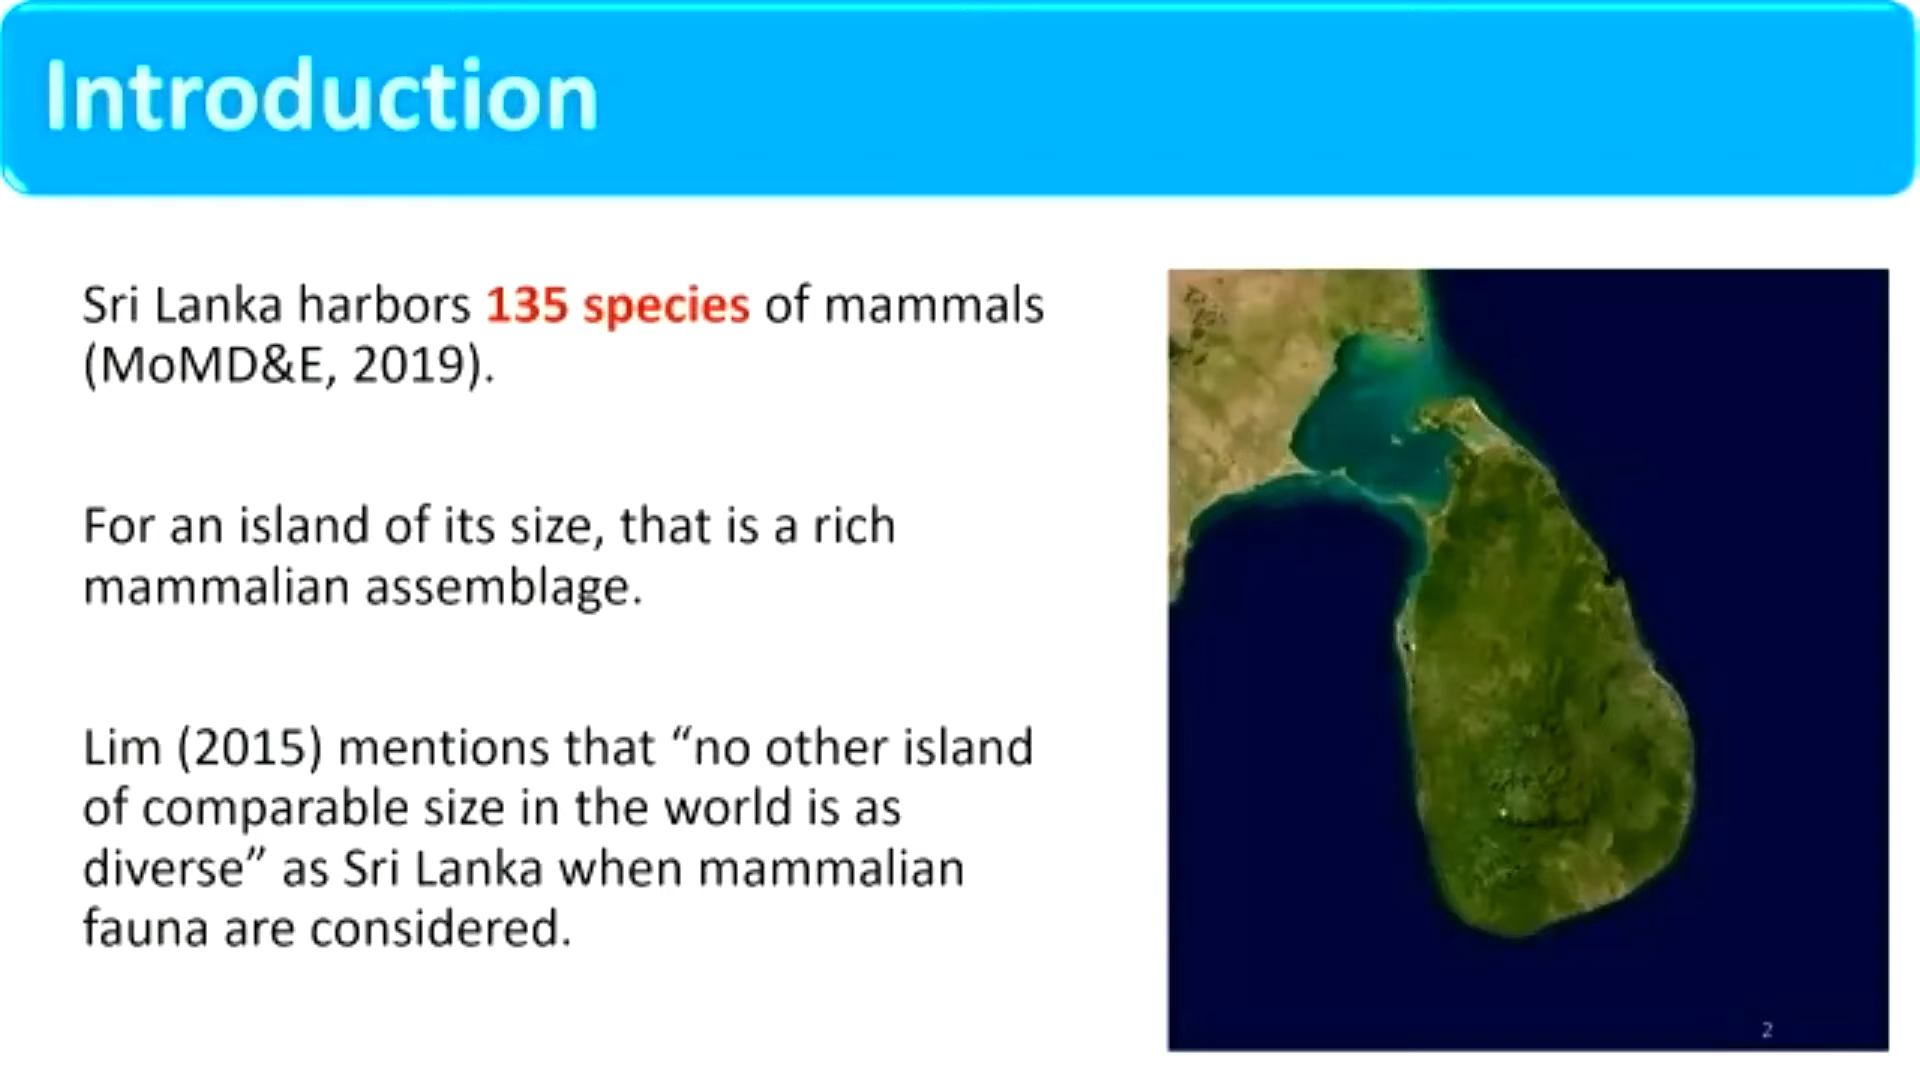 Introduction
Sri Lanka harbors 135 species of mammals
(MoMD&E, 2019).
For an island of its size, that is a rich
mammalian assemblage.
Lim (2015) mentions that “no other island
of comparable size in the world is as
diverse” as Sri Lanka when mammalian
fauna are considered.
2